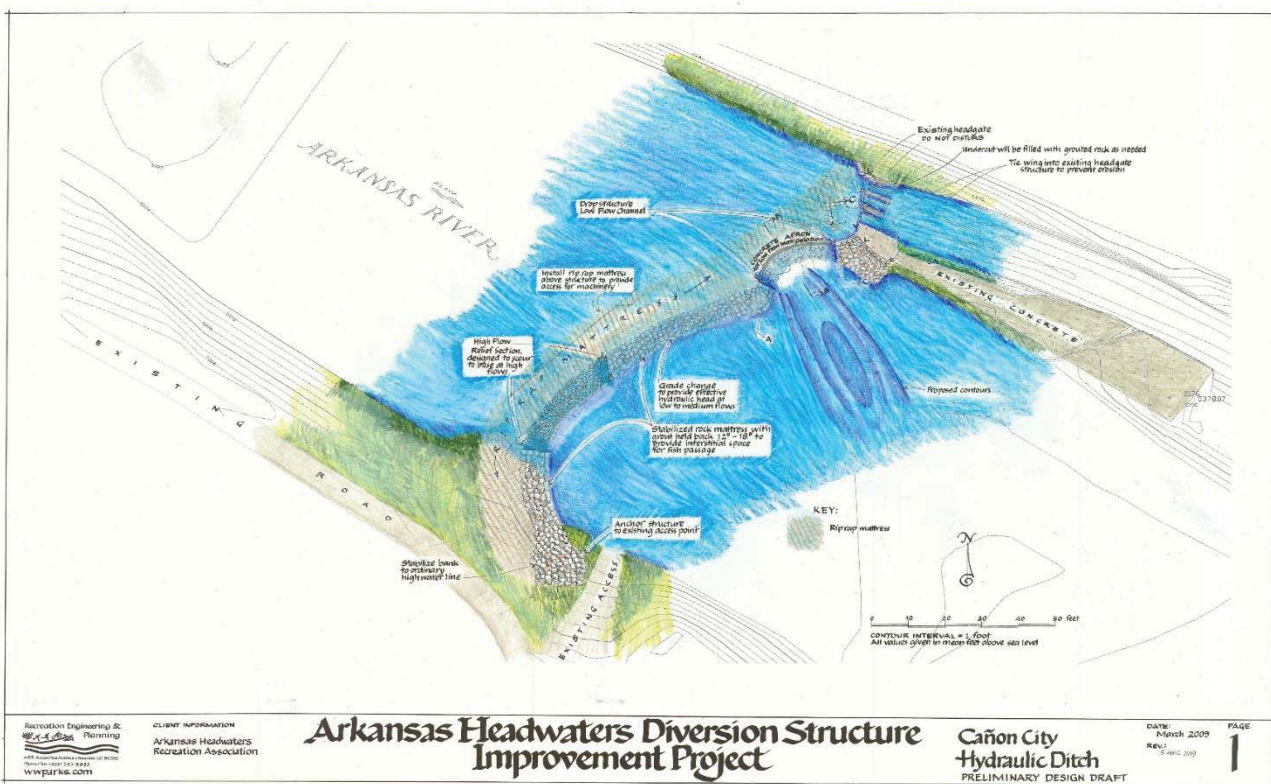 ARKANSAS RIVER
FLOW
Existing headgate
DO NOT DISTURB
Undercut will be filled with grouted rock as needed
Tie wing into existing headgate
structure to prevent erosion
Drop structure
Low Flow Channel
CONCRETE APRON
Install rip rap mattress
above structure to provide
access for machinery
RIP RAP MATTRESS
EXISTING CONCRETE
High Flow
Relief Section,
designed to scour
to base at high
flows
A
C
Grade change
to provide effective
hydraulic head at
low to medium flows
Proposed contours
Stabilized rock mattress with
grout held back 12" - 18" to
provide interstitial space
for fish passage
EXISTING ROAD
KEY:
Rip rap mattress
Anchor structure
to existing access point
Stabilize bank
to ordinary
high water line
EXISTING ACCESS
N
0 10 20 30 40 50 feet
CONTOUR INTERVAL = 1 foot
All values given in mean feet above sea level
Recreation Engineering &
Planning
wwparks.com
CLIENT INFORMATION
Arkansas Headwaters
Recreation Association
Arkansas Headwaters Diversion Structure
Improvement Project
Cañon City
Hydraulic Ditch
PRELIMINARY DESIGN DRAFT
DATE:
March 2009
REV:
PAGE
1